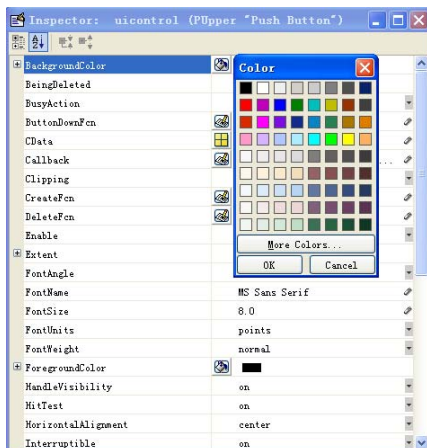 Inspector: uicontrol (PUpper "Push Button")
BackgroundColor
Color
BeingDeleted
BusyAction
ButtonDownFcn
CData
Callback
...
Clipping
CreateFcn
DeleteFcn
Enable
More Colors...
Extent
OK Cancel
FontAngle
FontName MS Sans Serif
FontSize 8.0
FontUnits points
FontWeight normal
ForegroundColor
HandleVisibility on
HitTest on
HorizontalAlignment center
Interruptible on